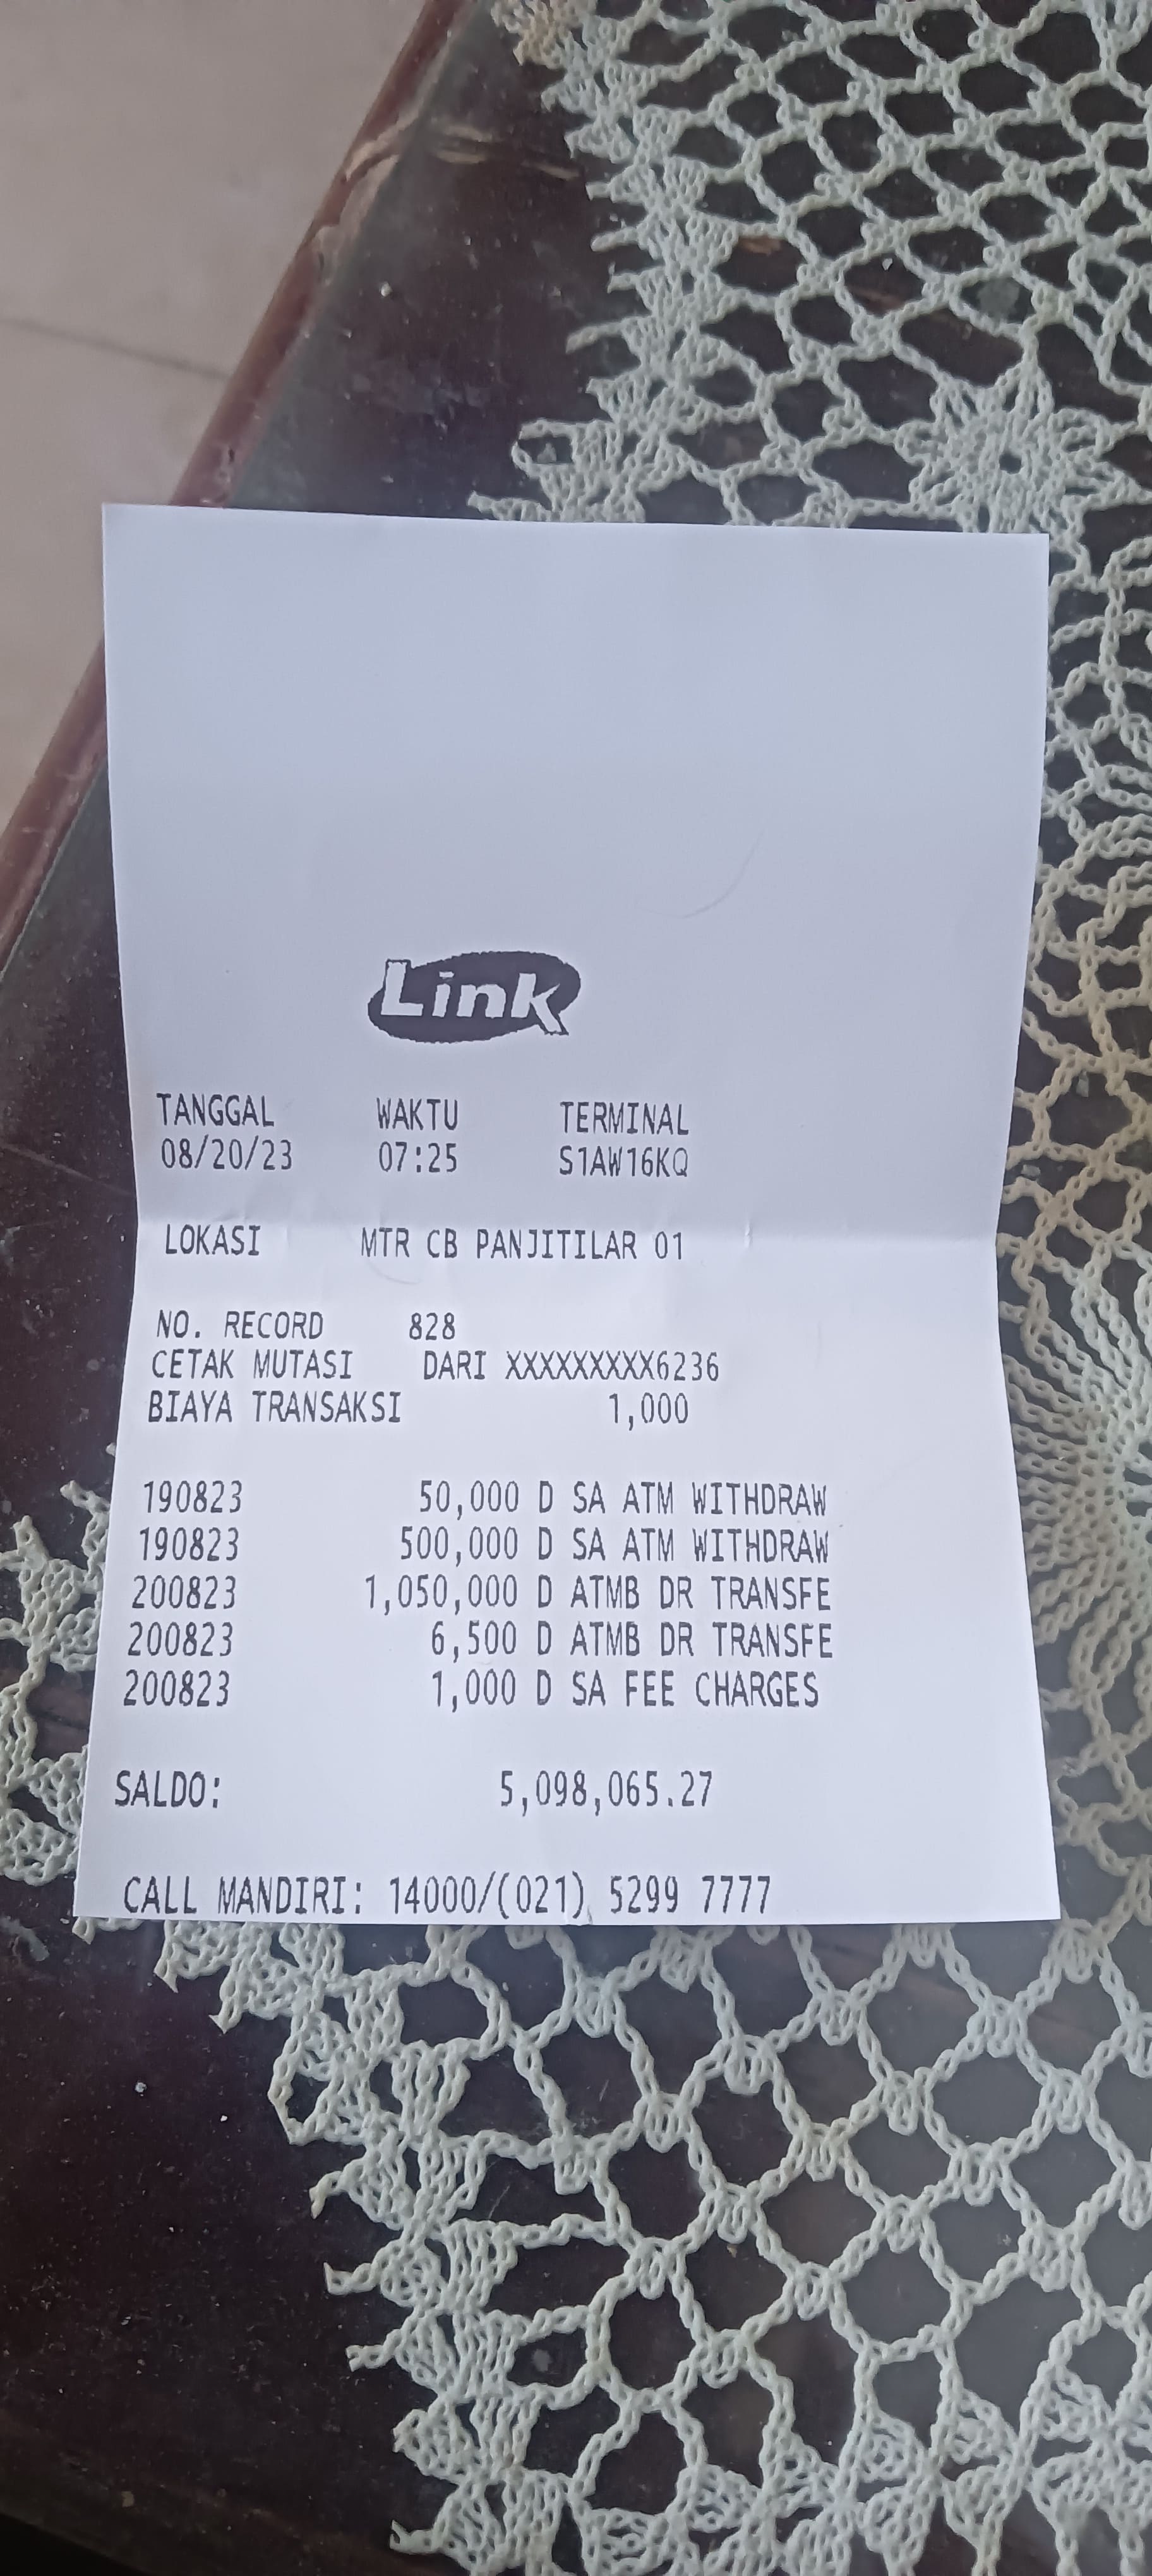 Link
TANGGAL WAKTU TERMINAL
08/20/23 07:25 S1AW16KQ
LOKASI MTR CB PANJITILAR 01
NO. RECORD 828
CETAK MUTASI DARI XXXXXXXXX6236
BIAYA TRANSAKSI 1,000
190823 50,000 D SA ATM WITHDRAW
190823 500,000 D SA ATM WITHDRAW
200823 1,050,000 D ATMB DR TRANSFE
200823 6,500 D ATMB DR TRANSFE
200823 1,000 D SA FEE CHARGES
SALDO: 5,098,065.27
CALL MANDIRI: 14000/(021) 5299 7777